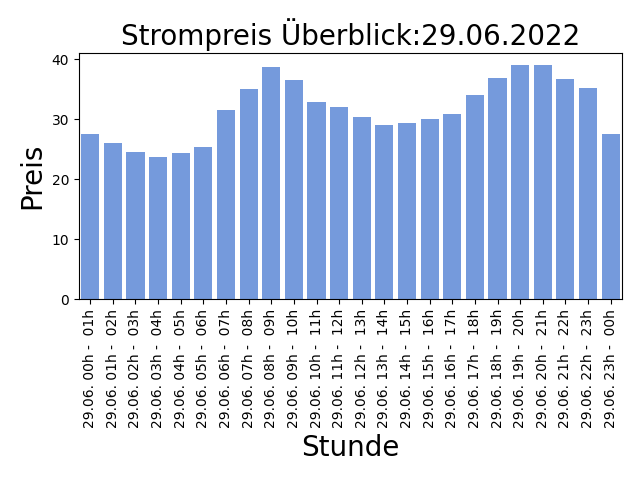 Strompreis Überblick:29.06.2022
Preis
40
30
20
10
0
29.06. 00h - 01h
29.06. 01h - 02h
29.06. 02h - 03h
29.06. 03h - 04h
29.06. 04h - 05h
29.06. 05h - 06h
29.06. 06h - 07h
29.06. 07h - 08h
29.06. 08h - 09h
29.06. 09h - 10h
29.06. 10h - 11h
29.06. 11h - 12h
29.06. 12h - 13h
29.06. 13h - 14h
29.06. 14h - 15h
29.06. 15h - 16h
29.06. 16h - 17h
29.06. 17h - 18h
29.06. 18h - 19h
29.06. 19h - 20h
29.06. 20h - 21h
29.06. 21h - 22h
29.06. 22h - 23h
29.06. 23h - 00h
Stunde